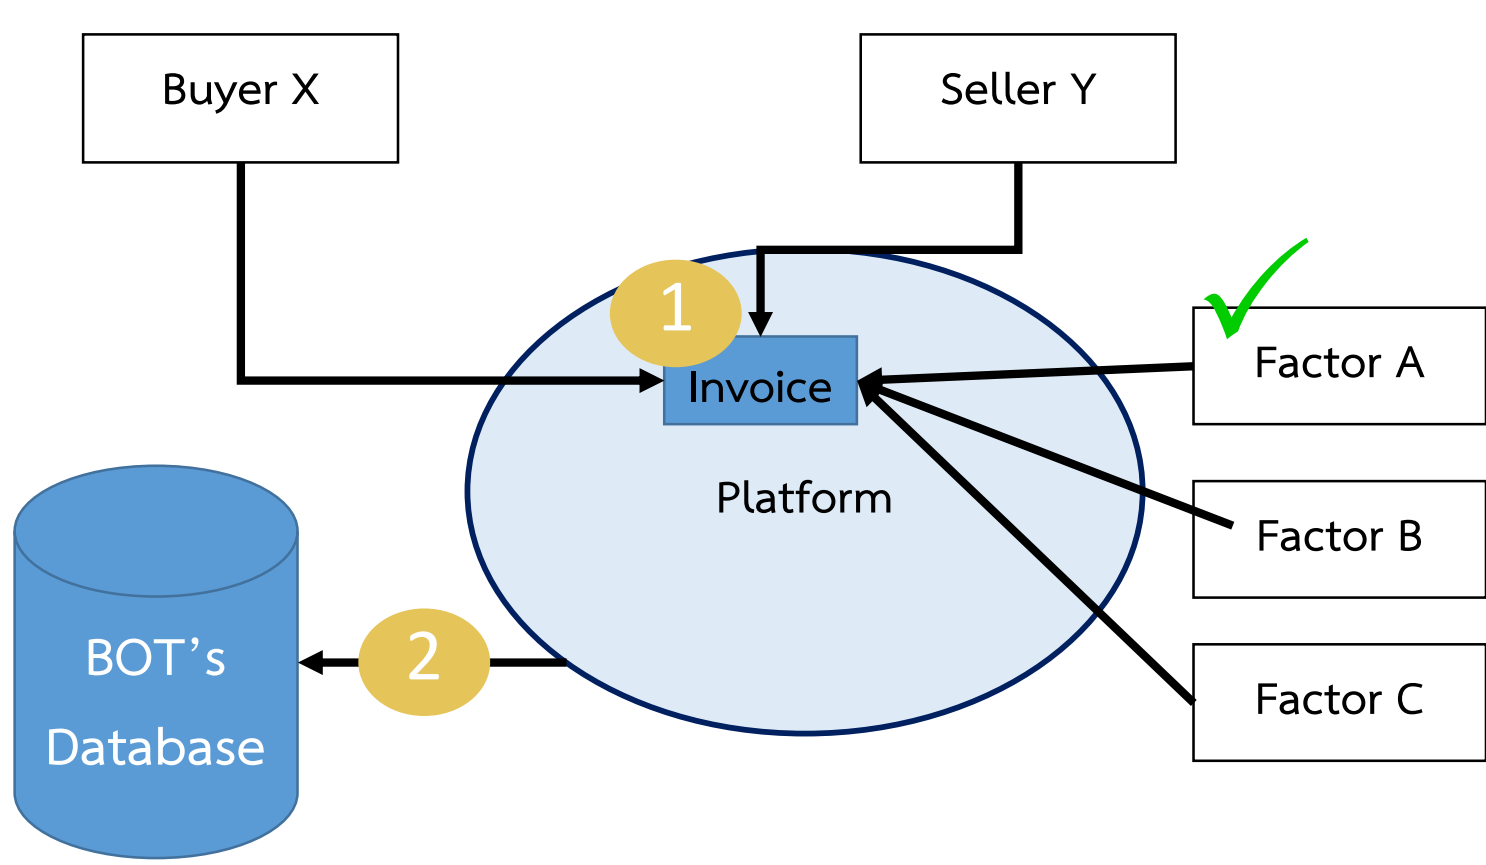 Buyer X
Seller Y
1
Invoice
Factor A
Platform
Factor B
2
BOT's
Database
Factor C